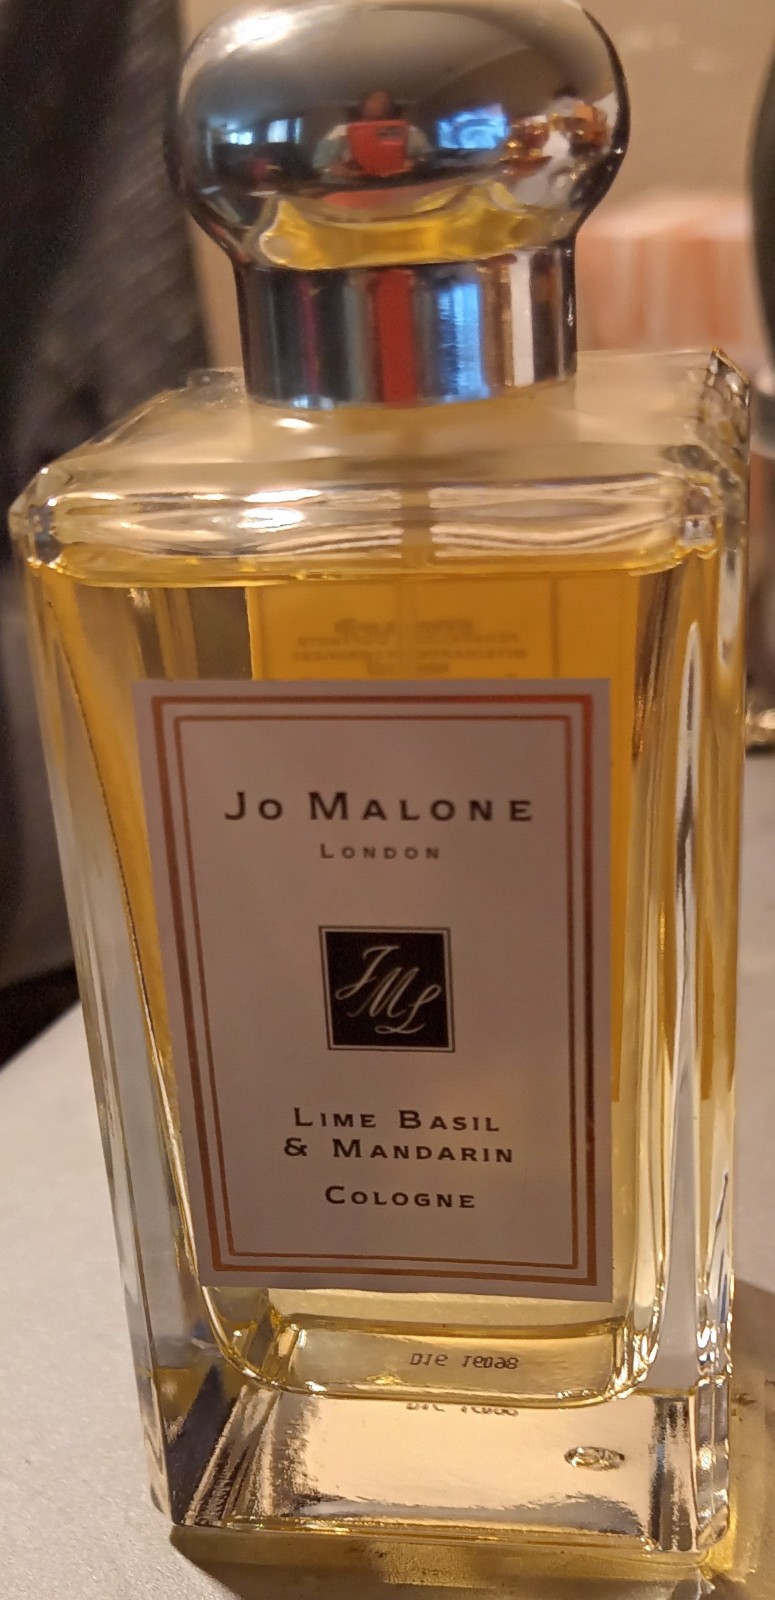 Jo Malone
London
JML
Lime Basil
& Mandarin
Cologne